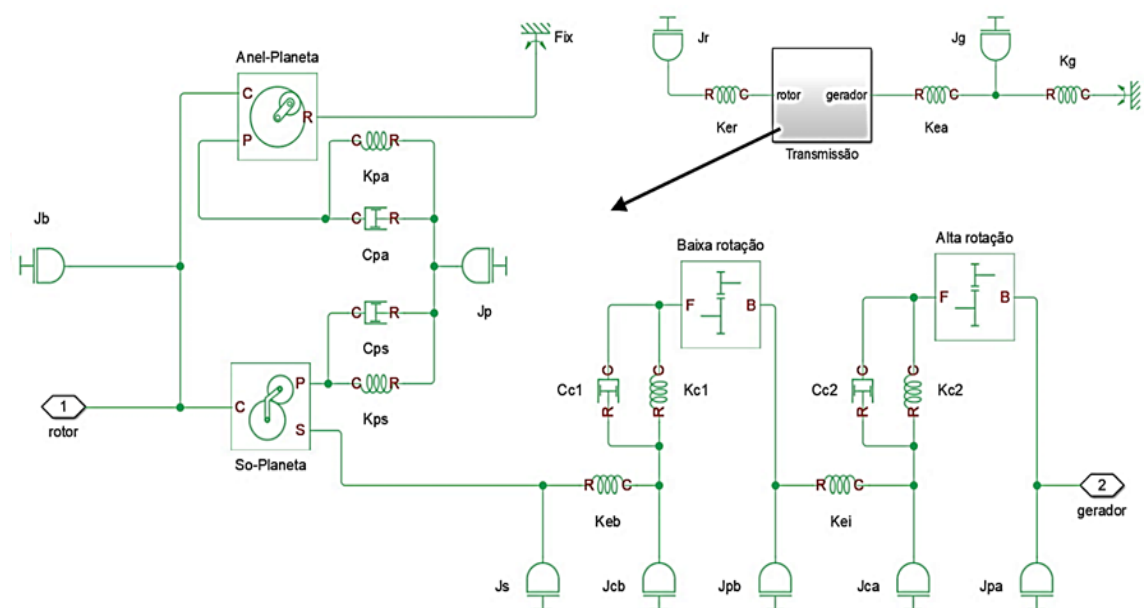 Anel-Planeta
Fix
C
R
P
C R
Kpa
C R
Cpa
Jb
Jp
C R
Cps
C R
Kps
P
C
S
So-Planeta
1
rotor
Jr
Jg
Kg
R C
Ker
rotor gerador
Transmissão
R C
Kea
R C
Baixa rotação
F B
Alta rotação
F B
C C
Cc1 Kc1
R R
C C
Cc2 Kc2
R R
R C
Keb
R C
Kei
2
gerador
Js Jcb Jpb Jca Jpa